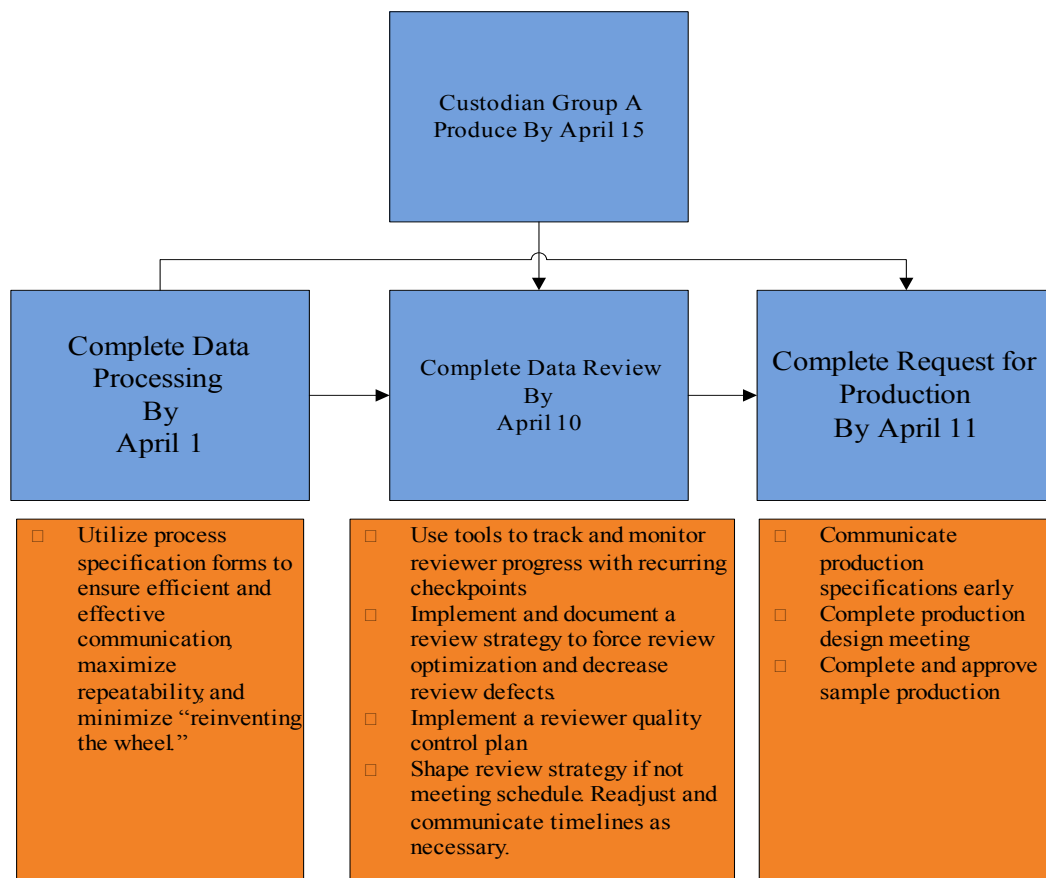 Custodian Group A
Produce By April 15
Complete Data
Processing
By
April 1
Complete Data Review
By
April 10
Complete Request for
Production
By April 11
Utilize process
specification forms to
ensure efficient and
effective
communication,
maximize
repeatability, and
minimize “reinventing
the wheel.”
Use tools to track and monitor
reviewer progress with recurring
checkpoints
Implement and document a
review strategy to force review
optimization and decrease
review defects.
Implement a reviewer quality
control plan
Shape review strategy if not
meeting schedule. Readjust and
communicate timelines as
necessary.
Communicate
production
specifications early
Complete production
design meeting
Complete and approve
sample production